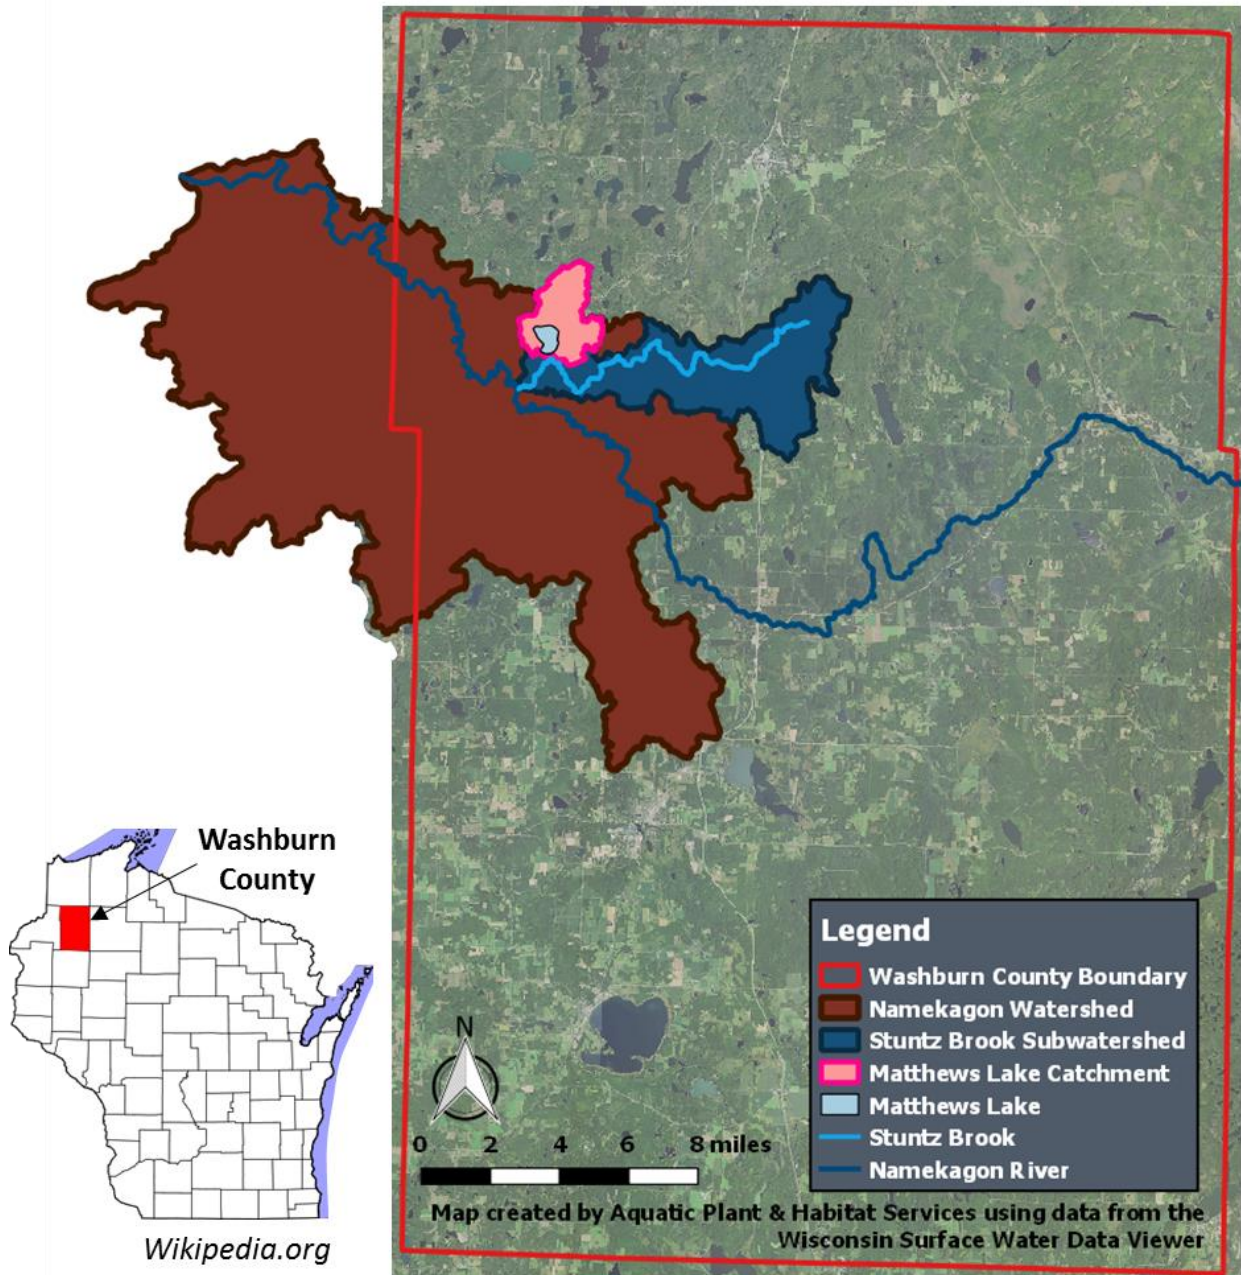 Washburn
County
Wikipedia.org
Legend
Washburn County Boundary
Namekagon Watershed
Stuntz Brook Subwatershed
Matthews Lake Catchment
Matthews Lake
Stuntz Brook
Namekagon River
N
0 2 4 6 8 miles
Map created by Aquatic Plant & Habitat Services using data from the
Wisconsin Surface Water Data Viewer